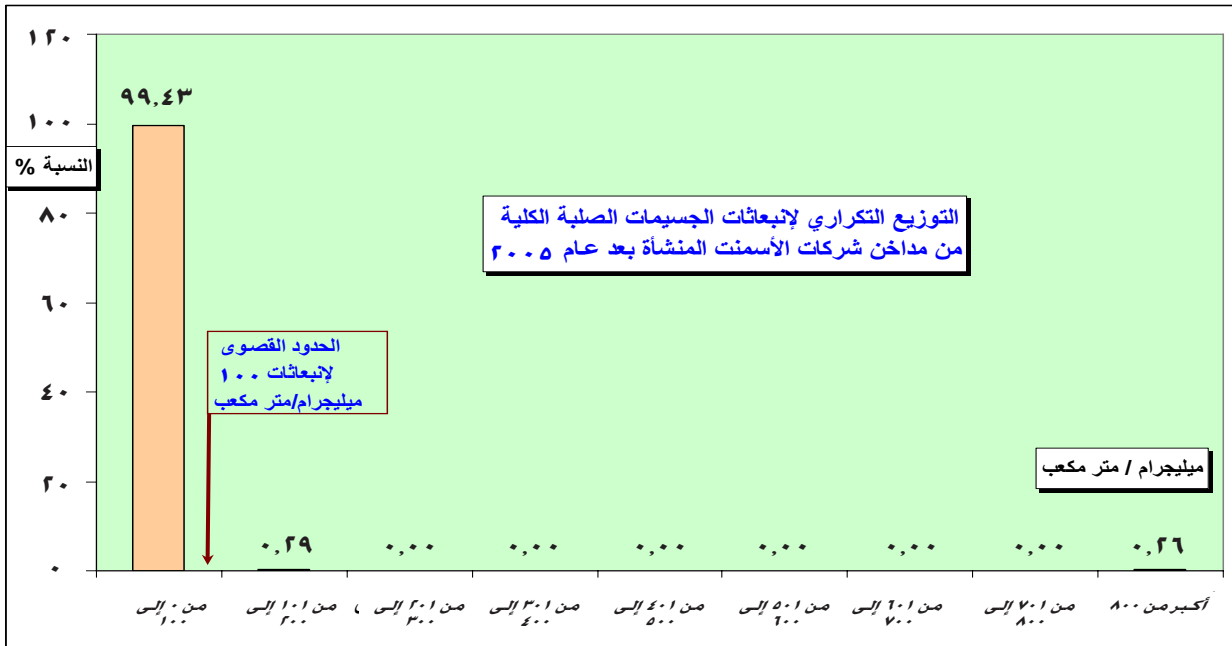 ١٢٠
١٠٠
٨٠
٦٠
٤٠
٢٠
٠
النسبة %
٩٩,٤٣
التوزيع التكراري لإنبعاثات الجسيمات الصلبة الكلية
من مداخن شركات الأسمنت المنشأة بعد عام ٢٠٠٥
الحدود القصوى
لإنبعاثات ١٠٠
ميليجرام/متر مكعب
ميليجرام / متر مكعب
٠,٢٩
٠,٠٠
٠,٠٠
٠,٠٠
٠,٠٠
٠,٠٠
٠,٠٠
٠,٢٦
من ٠ إلى
١٠٠
من ١٠١ إلى
٢٠٠
من ٢٠١ إلى
٣٠٠
من ٣٠١ إلى
٤٠٠
من ٤٠١ إلى
٥٠٠
من ٥٠١ إلى
٦٠٠
من ٦٠١ إلى
٧٠٠
من ٧٠١ إلى
٨٠٠
أكبر من ٨٠٠